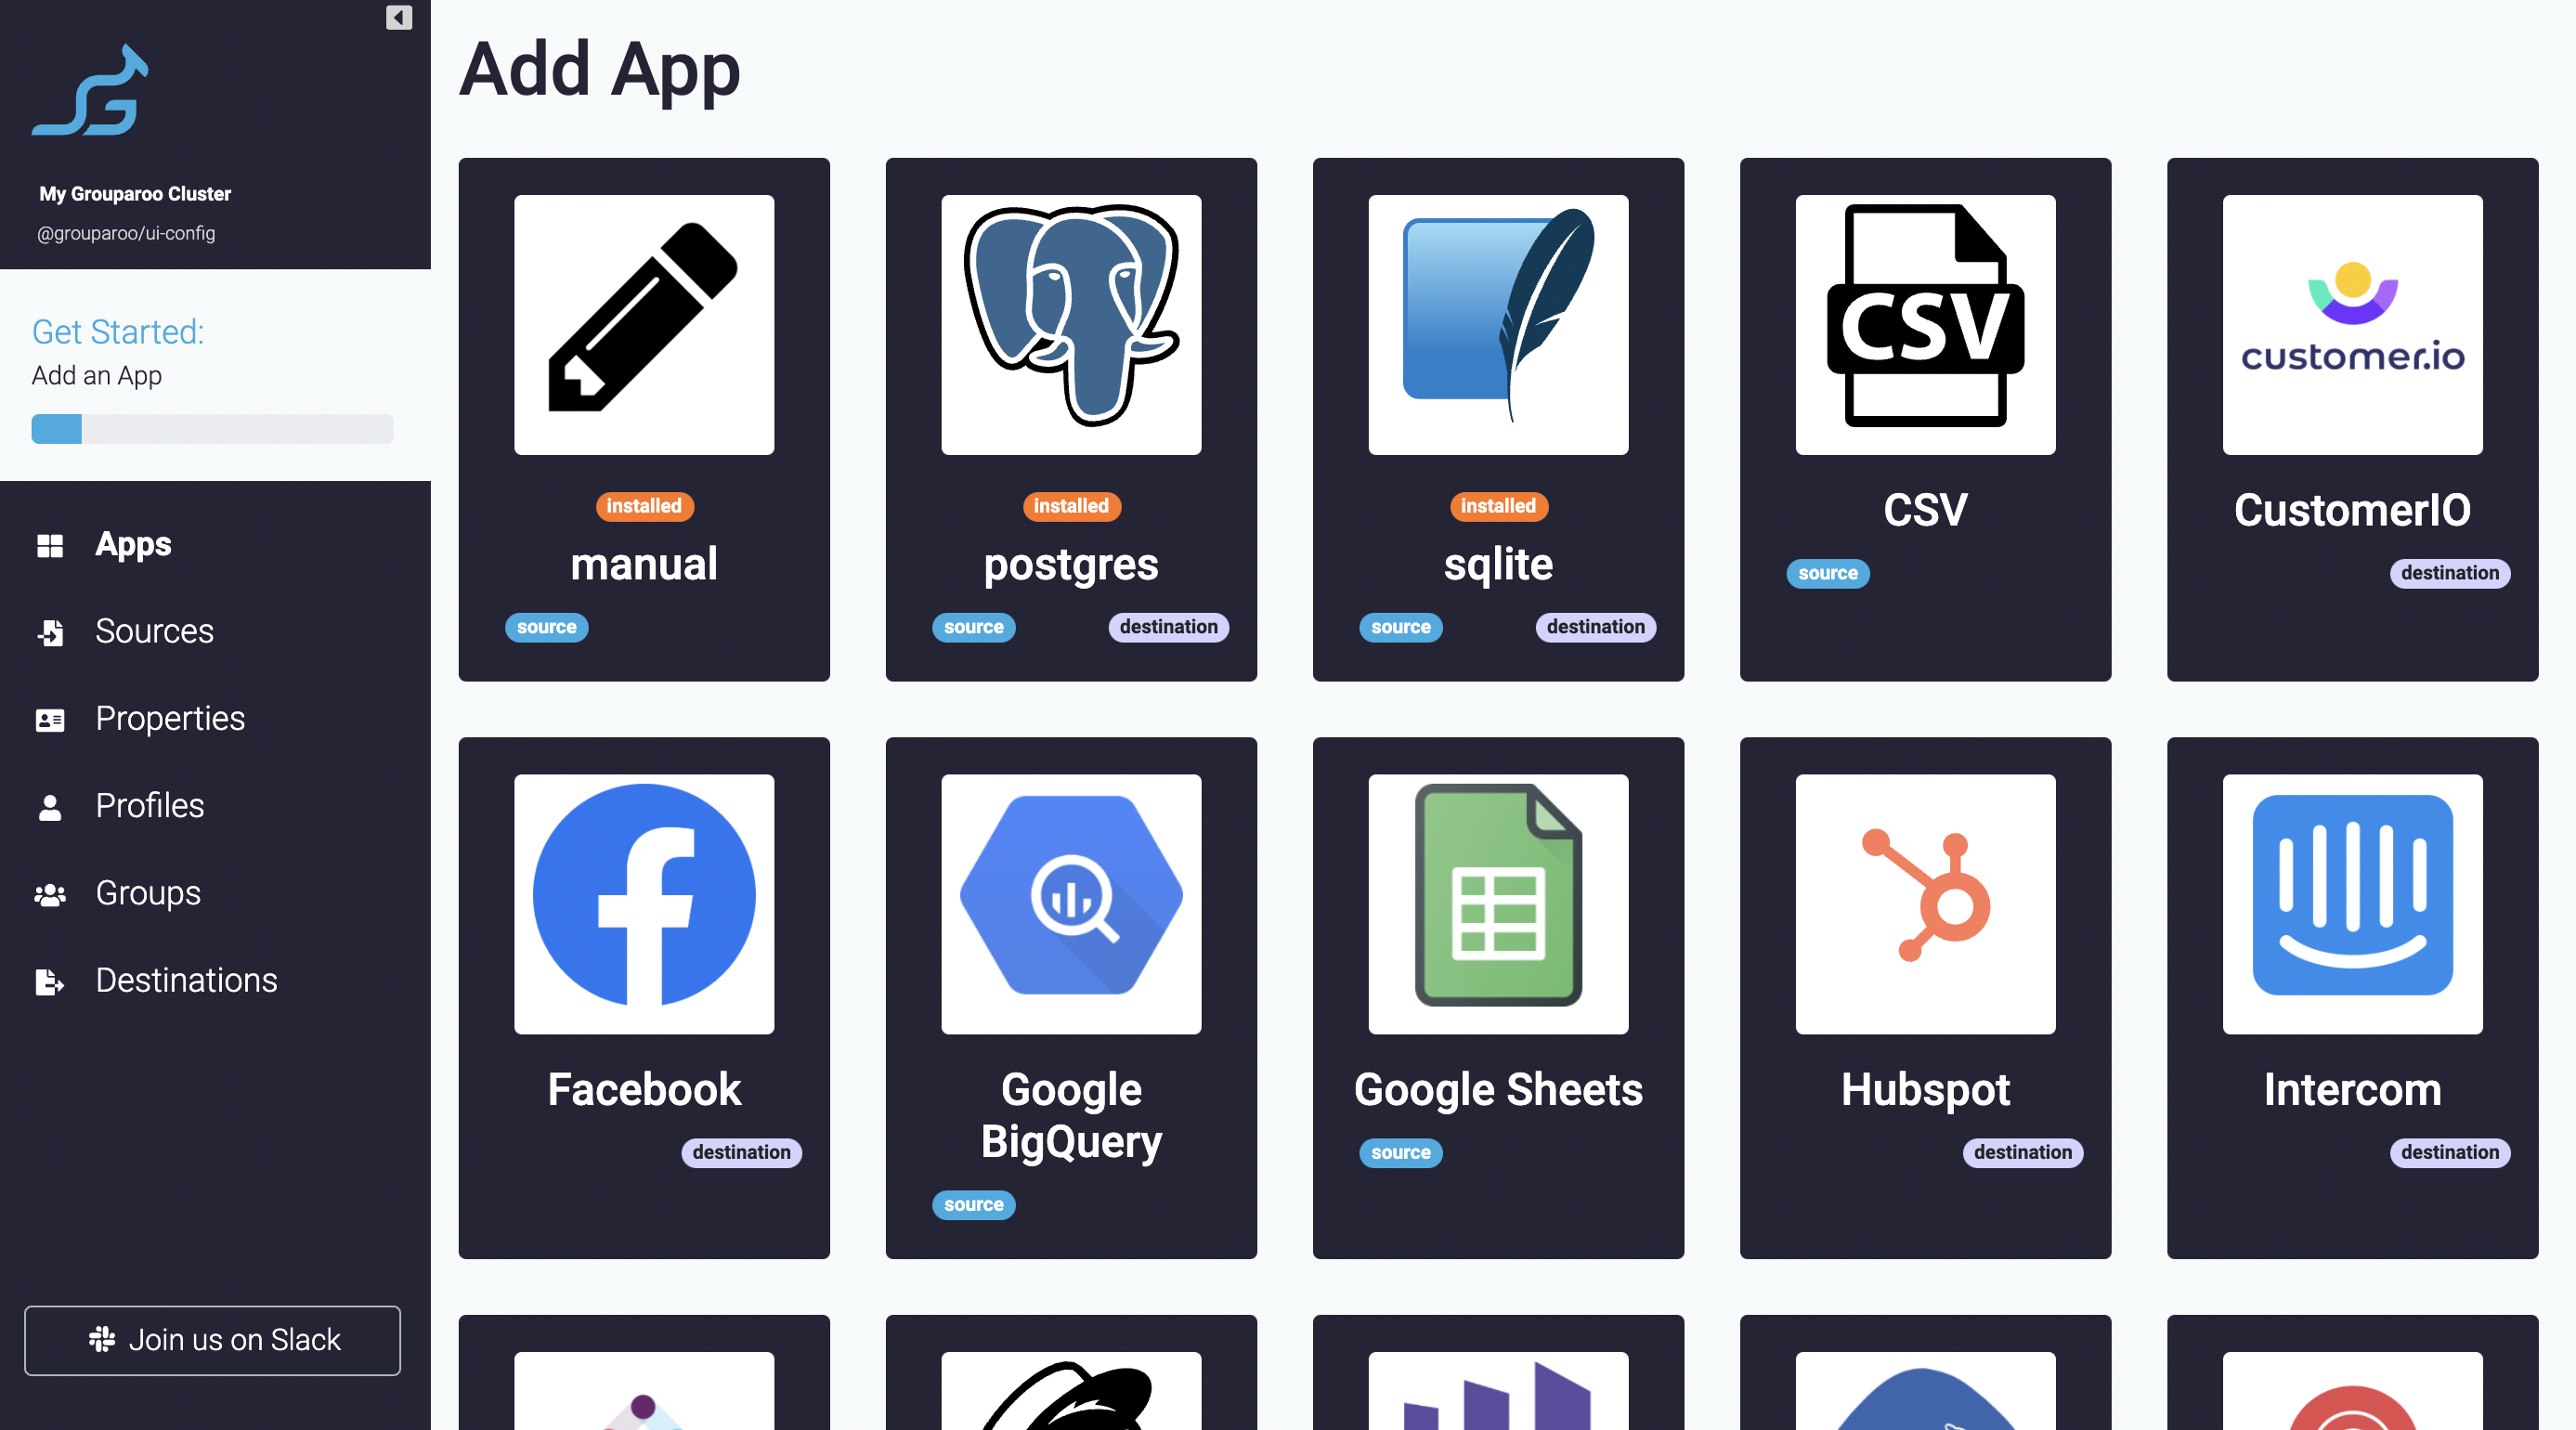 My Grouparoo Cluster
@grouparoo/ui-config
Get Started:
Add an App
Apps
Sources
Properties
Profiles
Groups
Destinations
Join us on Slack
Add App
installed
manual
source
installed
postgres
source destination
installed
sqlite
source destination
CSV
CSV
source
customer.io
CustomerIO
destination
Facebook
destination
Google
BigQuery
source
Google Sheets
source
Hubspot
destination
Intercom
destination